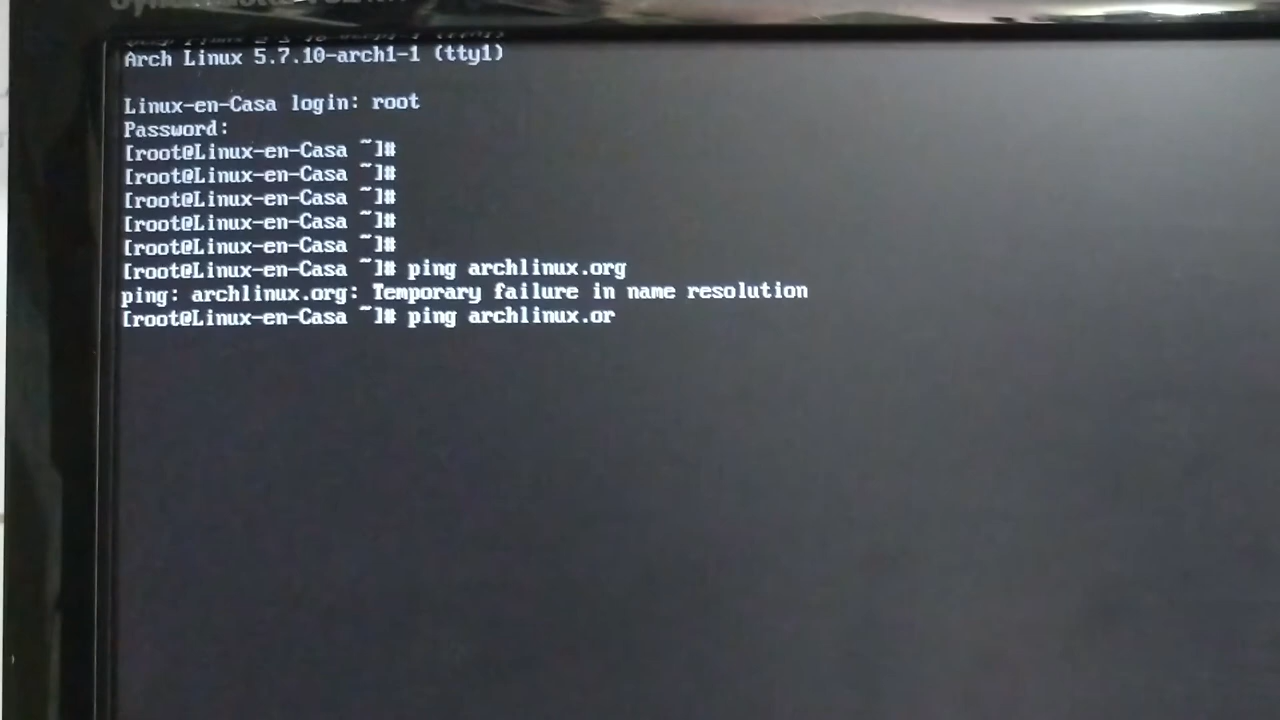 Arch Linux 5.7.10-arch1-1 (tty1)
Linux-en-Casa login: root
Password:
[root@Linux-en-Casa ~]#
[root@Linux-en-Casa ~]#
[root@Linux-en-Casa ~]#
[root@Linux-en-Casa ~]#
[root@Linux-en-Casa ~]#
[root@Linux-en-Casa ~]# ping archlinux.org
ping: archlinux.org: Temporary failure in name resolution
[root@Linux-en-Casa ~]# ping archlinux.or